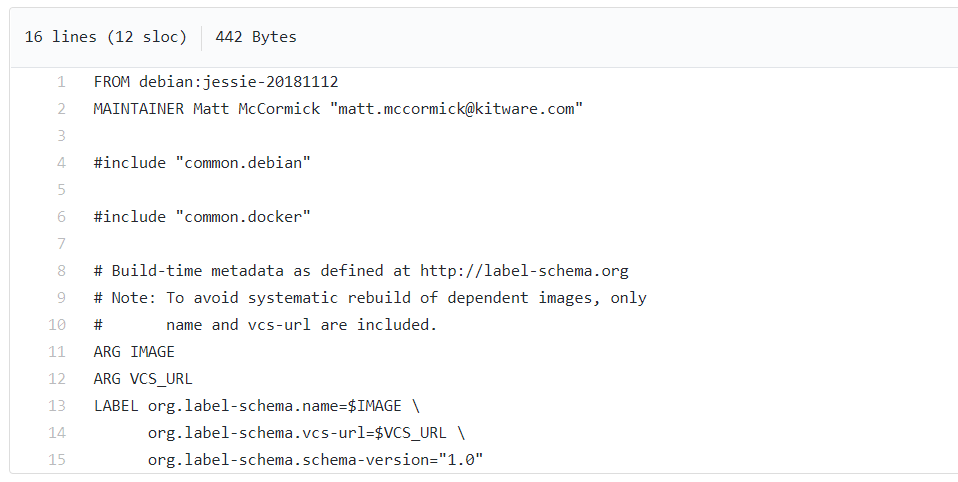 16 lines (12 sloc) 442 Bytes
1 FROM debian:jessie-20181112
2 MAINTAINER Matt McCormick "matt.mccormick@kitware.com"
3
4 #include "common.debian"
5
6 #include "common.docker"
7
8 # Build-time metadata as defined at http://label-schema.org
9 # Note: To avoid systematic rebuild of dependent images, only
10 #       name and vcs-url are included.
11 ARG IMAGE
12 ARG VCS_URL
13 LABEL org.label-schema.name=$IMAGE \
14       org.label-schema.vcs-url=$VCS_URL \
15       org.label-schema.schema-version="1.0"